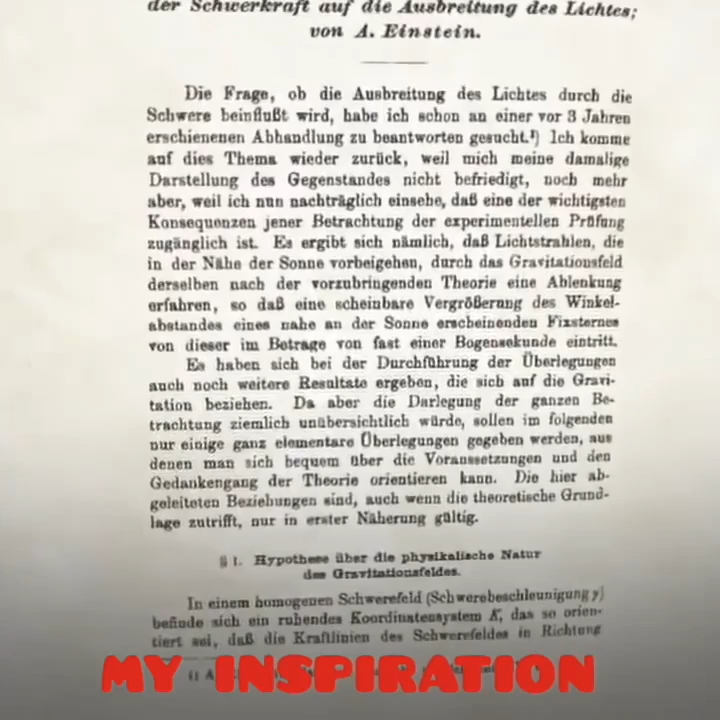 der Schwerkraft auf die Ausbreitung des Lichtes;
von A. Einstein.
Die Frage, ob die Ausbreitung des Lichtes durch die
Schwere beinflußt wird, habe ich schon an einer vor 3 Jahren
erschienenen Abhandlung zu beantworten gesucht.¹) Ich komme
auf dies Thema wieder zurück, weil mich meine damalige
Darstellung des Gegenstandes nicht befriedigt, noch mehr
aber, weil ich nun nachträglich einsehe, daß eine der wichtigsten
Konsequenzen jener Betrachtung der experimentellen Prüfung
zugänglich ist. Es ergibt sich nämlich, daß Lichtstrahlen, die
in der Nähe der Sonne vorbeigehen, durch das Gravitationsfeld
derselben nach der vorzubringenden Theorie eine Ablenkung
erfahren, so daß eine scheinbare Vergrößerung des Winkel-
abstandes eines nahe an der Sonne erscheinenden Fixsternes
von dieser im Betrage von fast einer Bogensekunde eintritt.
Es haben sich bei der Durchführung der Überlegungen
auch noch weitere Resultate ergeben, die sich auf die Gravi-
tation beziehen. Da aber die Darlegung der ganzen Be-
trachtung ziemlich unübersichtlich würde, sollen im folgenden
nur einige ganz elementare Überlegungen gegeben werden, aus
denen man sich bequem über die Voraussetzungen und den
Gedankengang der Theorie orientieren kann. Die hier ab-
geleiteten Beziehungen sind, auch wenn die theoretische Grund-
lage zutrifft, nur in erster Näherung gültig.
§ 1. Hypothese über die physikalische Natur
des Gravitationsfeldes.
In einem homogenen Schwerefeld (Schwerebeschleunigung γ)
befinde sich ein ruhendes Koordinatensystem K, das so orien-
tiert sei, daß die Kraftlinien des Schwerefeldes in Richtung
MY INSPIRATION